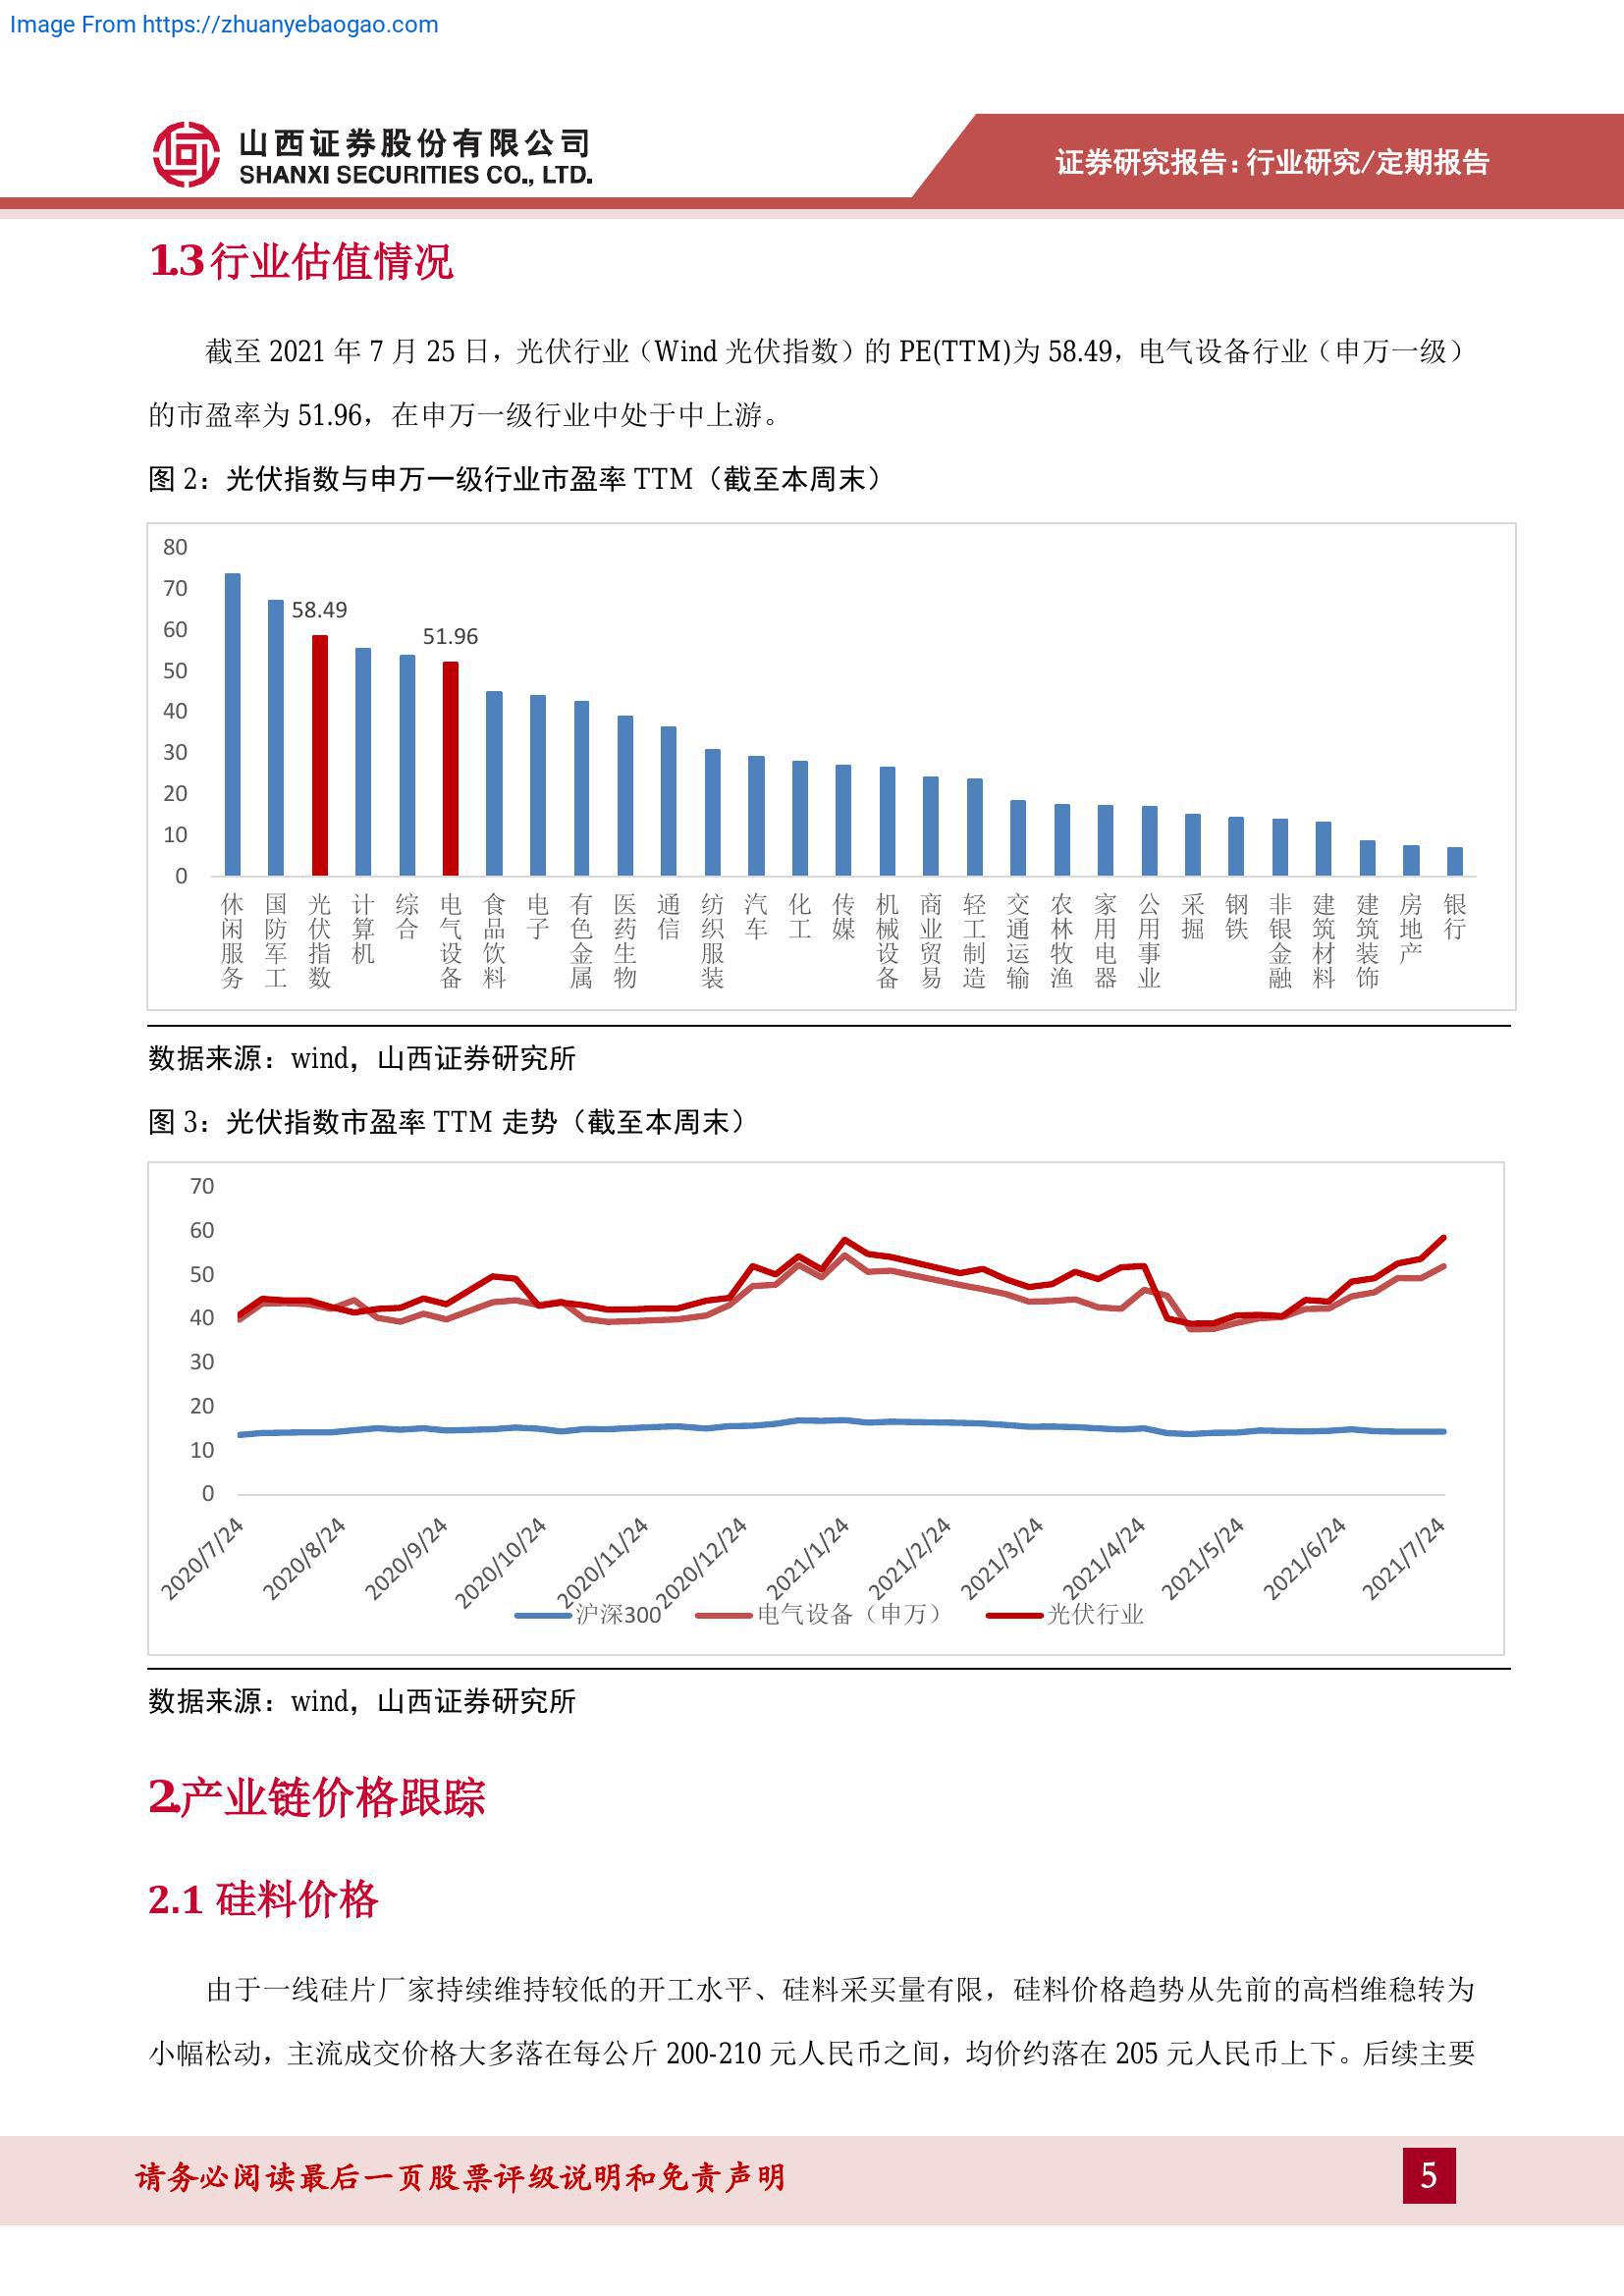 Image From https://zhuanyebaogao.com
山西证券股份有限公司
SHANXI SECURITIES CO., LTD.
证券研究报告：行业研究/定期报告
1.3 行业估值情况
截至 2021 年 7 月 25 日，光伏行业（Wind 光伏指数）的 PE(TTM)为 58.49，电气设备行业（申万一级）
的市盈率为 51.96，在申万一级行业中处于中上游。
图 2：光伏指数与申万一级行业市盈率 TTM（截至本周末）
80
70
60
50
40
30
20
10
0
58.49
51.96
休闲服务
国防军工
光伏指数
计算机
综合
电气设备
食品饮料
电子
有色金属
医药生物
通信
纺织服装
汽车
化工
传媒
机械设备
商业贸易
轻工制造
交通运输
农林牧渔
家用电器
公用事业
采掘
钢铁
非银金融
建筑材料
建筑装饰
房地产
银行
数据来源：wind，山西证券研究所
图 3：光伏指数市盈率 TTM 走势（截至本周末）
70
60
50
40
30
20
10
0
2020/7/24
2020/8/24
2020/9/24
2020/10/24
2020/11/24
2020/12/24
2021/1/24
2021/2/24
2021/3/24
2021/4/24
2021/5/24
2021/6/24
2021/7/24
沪深300 电气设备（申万） 光伏行业
数据来源：wind，山西证券研究所
2.产业链价格跟踪
2.1 硅料价格
由于一线硅片厂家持续维持较低的开工水平、硅料采买量有限，硅料价格趋势从先前的高档维稳转为
小幅松动，主流成交价格大多落在每公斤 200-210 元人民币之间，均价约落在 205 元人民币上下。后续主要
请务必阅读最后一页股票评级说明和免责声明
5